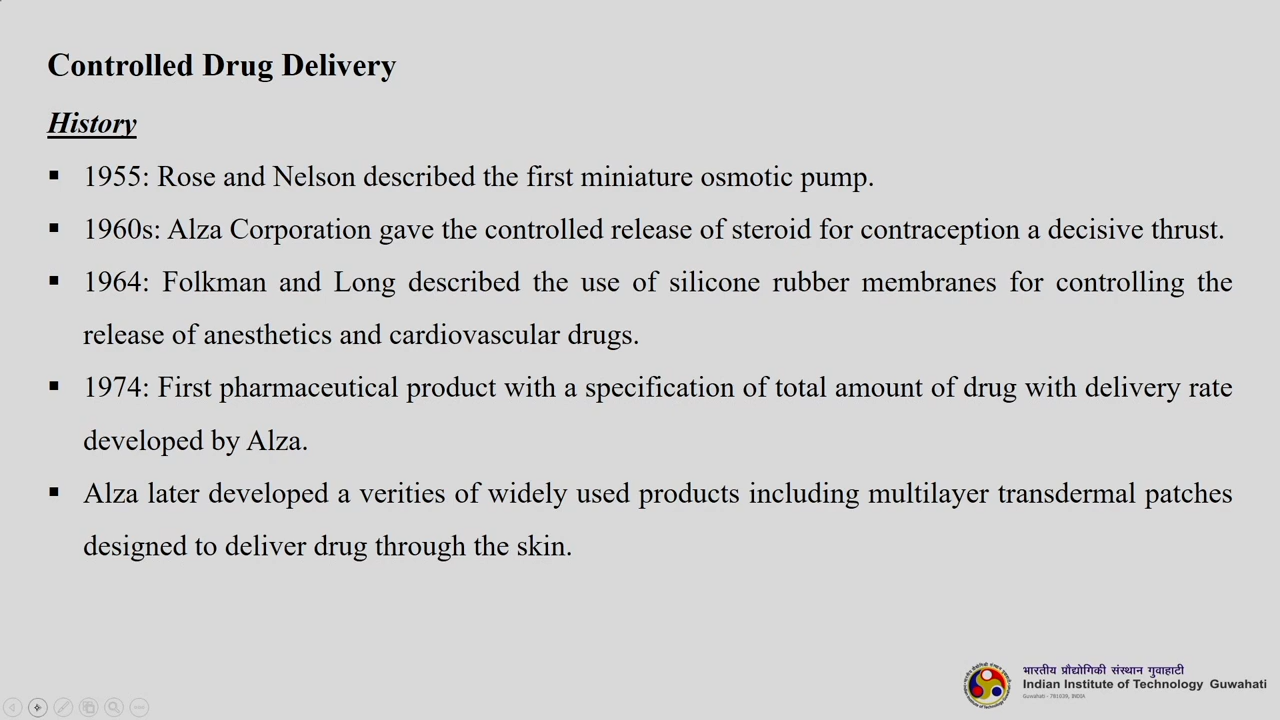 Controlled Drug Delivery
History
▪ 1955: Rose and Nelson described the first miniature osmotic pump.
▪ 1960s: Alza Corporation gave the controlled release of steroid for contraception a decisive thrust.
▪ 1964: Folkman and Long described the use of silicone rubber membranes for controlling the
release of anesthetics and cardiovascular drugs.
▪ 1974: First pharmaceutical product with a specification of total amount of drug with delivery rate
developed by Alza.
▪ Alza later developed a verities of widely used products including multilayer transdermal patches
designed to deliver drug through the skin.
भारतीय प्रौद्योगिकी संस्थान गुवाहाटी
Indian Institute of Technology Guwahati
Guwahati - 781039, INDIA